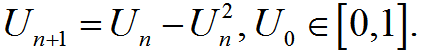 U_{n+1} = U_n − U_n^2, U_0 ∈ [0,1].